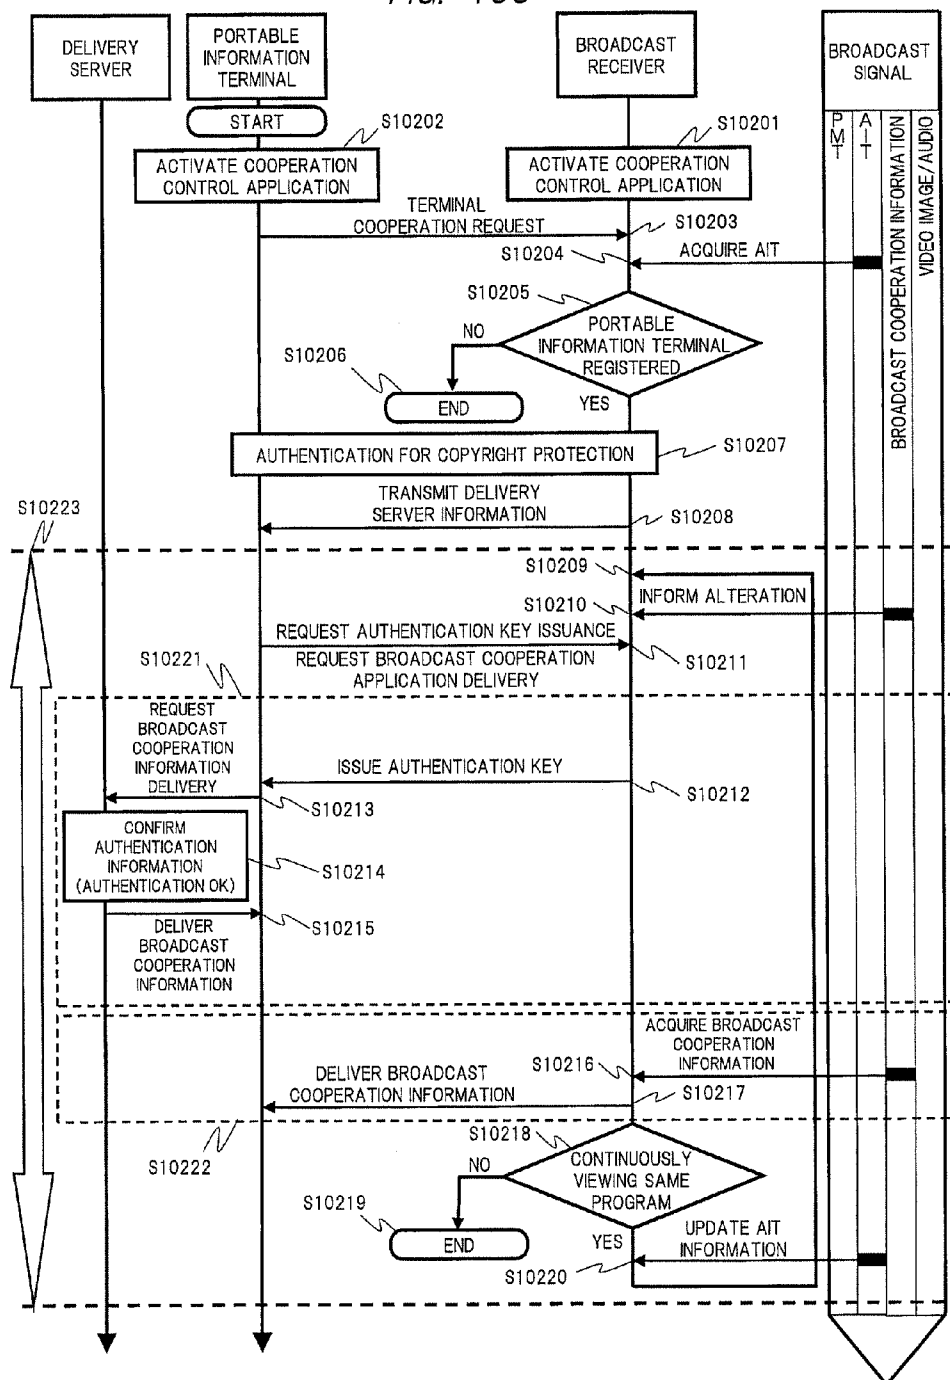 DELIVERY
SERVER
PORTABLE
INFORMATION
TERMINAL
BROADCAST
RECEIVER
BROADCAST
SIGNAL
START
S10202
S10201
PMT
AIT
BROADCAST COOPERATION INFORMATION
VIDEO IMAGE/AUDIO
ACTIVATE COOPERATION
CONTROL APPLICATION
ACTIVATE COOPERATION
CONTROL APPLICATION
TERMINAL
COOPERATION REQUEST
S10203
S10204
ACQUIRE AIT
S10205
NO
PORTABLE
INFORMATION TERMINAL
REGISTERED
S10206
END
YES
AUTHENTICATION FOR COPYRIGHT PROTECTION
S10207
TRANSMIT DELIVERY
SERVER INFORMATION
S10208
S10223
S10209
S10210
INFORM ALTERATION
REQUEST AUTHENTICATION KEY ISSUANCE
S10211
REQUEST BROADCAST COOPERATION
APPLICATION DELIVERY
S10221
REQUEST
BROADCAST
COOPERATION
INFORMATION
DELIVERY
ISSUE AUTHENTICATION KEY
S10212
S10213
CONFIRM
AUTHENTICATION
INFORMATION
(AUTHENTICATION OK)
S10214
S10215
DELIVER
BROADCAST
COOPERATION
INFORMATION
ACQUIRE BROADCAST
COOPERATION
INFORMATION
S10216
DELIVER BROADCAST
COOPERATION INFORMATION
S10217
S10222
S10218
NO
CONTINUOUSLY
VIEWING SAME
PROGRAM
S10219
END
YES
UPDATE AIT
INFORMATION
S10220